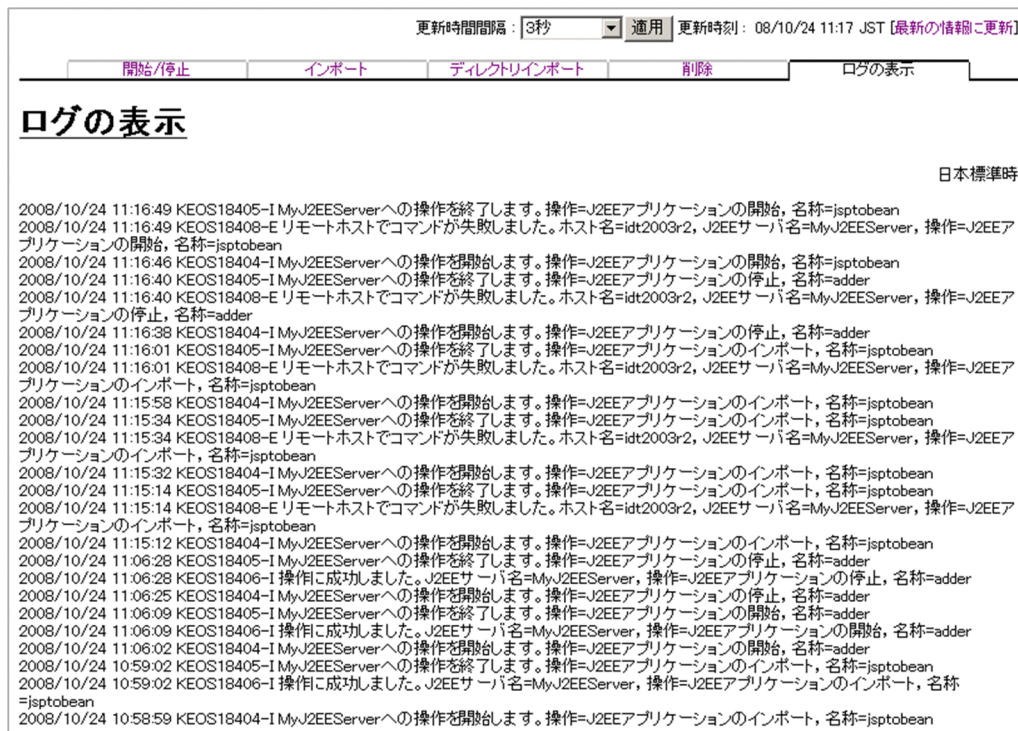 更新時間間隔：3秒 適用 更新時刻： 08/10/24 11:17 JST [最新の情報に更新]
開始/停止 インポート ディレクトリインポート 削除 ログの表示
ログの表示
日本標準時
2008/10/24 11:16:49 KEOS18405-I MyJ2EEServerへの操作を終了します。操作=J2EEアプリケーションの開始, 名称=jsptobean
2008/10/24 11:16:49 KEOS18408-E リモートホストでコマンドが失敗しました。ホスト名=idt2003r2, J2EEサーバ名=MyJ2EEServer, 操作=J2EEア
プリケーションの開始, 名称=jsptobean
2008/10/24 11:16:46 KEOS18404-I MyJ2EEServerへの操作を開始します。操作=J2EEアプリケーションの開始, 名称=jsptobean
2008/10/24 11:16:40 KEOS18405-I MyJ2EEServerへの操作を終了します。操作=J2EEアプリケーションの停止, 名称=adder
2008/10/24 11:16:40 KEOS18408-E リモートホストでコマンドが失敗しました。ホスト名=idt2003r2, J2EEサーバ名=MyJ2EEServer, 操作=J2EEア
プリケーションの停止, 名称=adder
2008/10/24 11:16:38 KEOS18404-I MyJ2EEServerへの操作を開始します。操作=J2EEアプリケーションの停止, 名称=adder
2008/10/24 11:16:01 KEOS18405-I MyJ2EEServerへの操作を終了します。操作=J2EEアプリケーションのインポート, 名称=jsptobean
2008/10/24 11:16:01 KEOS18408-E リモートホストでコマンドが失敗しました。ホスト名=idt2003r2, J2EEサーバ名=MyJ2EEServer, 操作=J2EEア
プリケーションのインポート, 名称=jsptobean
2008/10/24 11:15:58 KEOS18404-I MyJ2EEServerへの操作を開始します。操作=J2EEアプリケーションのインポート, 名称=jsptobean
2008/10/24 11:15:34 KEOS18405-I MyJ2EEServerへの操作を終了します。操作=J2EEアプリケーションのインポート, 名称=jsptobean
2008/10/24 11:15:34 KEOS18408-E リモートホストでコマンドが失敗しました。ホスト名=idt2003r2, J2EEサーバ名=MyJ2EEServer, 操作=J2EEア
プリケーションのインポート, 名称=jsptobean
2008/10/24 11:15:32 KEOS18404-I MyJ2EEServerへの操作を開始します。操作=J2EEアプリケーションのインポート, 名称=jsptobean
2008/10/24 11:15:14 KEOS18405-I MyJ2EEServerへの操作を終了します。操作=J2EEアプリケーションのインポート, 名称=jsptobean
2008/10/24 11:15:14 KEOS18408-E リモートホストでコマンドが失敗しました。ホスト名=idt2003r2, J2EEサーバ名=MyJ2EEServer, 操作=J2EEア
プリケーションのインポート, 名称=jsptobean
2008/10/24 11:15:12 KEOS18404-I MyJ2EEServerへの操作を開始します。操作=J2EEアプリケーションのインポート, 名称=jsptobean
2008/10/24 11:06:28 KEOS18405-I MyJ2EEServerへの操作を終了します。操作=J2EEアプリケーションの停止, 名称=adder
2008/10/24 11:06:28 KEOS18406-I 操作に成功しました。J2EEサーバ名=MyJ2EEServer, 操作=J2EEアプリケーションの停止, 名称=adder
2008/10/24 11:06:25 KEOS18404-I MyJ2EEServerへの操作を開始します。操作=J2EEアプリケーションの停止, 名称=adder
2008/10/24 11:06:09 KEOS18405-I MyJ2EEServerへの操作を終了します。操作=J2EEアプリケーションの開始, 名称=adder
2008/10/24 11:06:09 KEOS18406-I 操作に成功しました。J2EEサーバ名=MyJ2EEServer, 操作=J2EEアプリケーションの開始, 名称=adder
2008/10/24 11:06:02 KEOS18404-I MyJ2EEServerへの操作を開始します。操作=J2EEアプリケーションの開始, 名称=adder
2008/10/24 10:59:02 KEOS18405-I MyJ2EEServerへの操作を終了します。操作=J2EEアプリケーションのインポート, 名称=jsptobean
2008/10/24 10:59:02 KEOS18406-I 操作に成功しました。J2EEサーバ名=MyJ2EEServer, 操作=J2EEアプリケーションのインポート, 名称
=jsptobean
2008/10/24 10:58:59 KEOS18404-I MyJ2EEServerへの操作を開始します。操作=J2EEアプリケーションのインポート, 名称=jsptobean